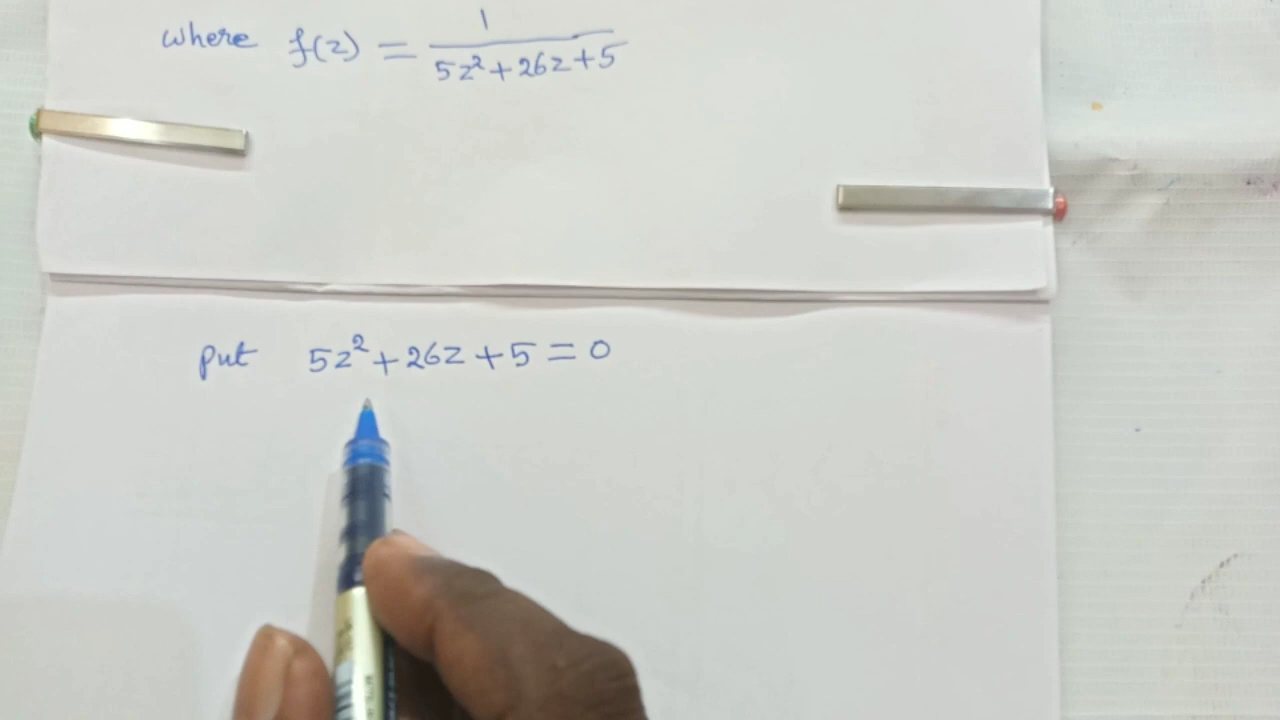 where f(z) = 1/(5z²+26z+5)
put 5z²+26z+5=0